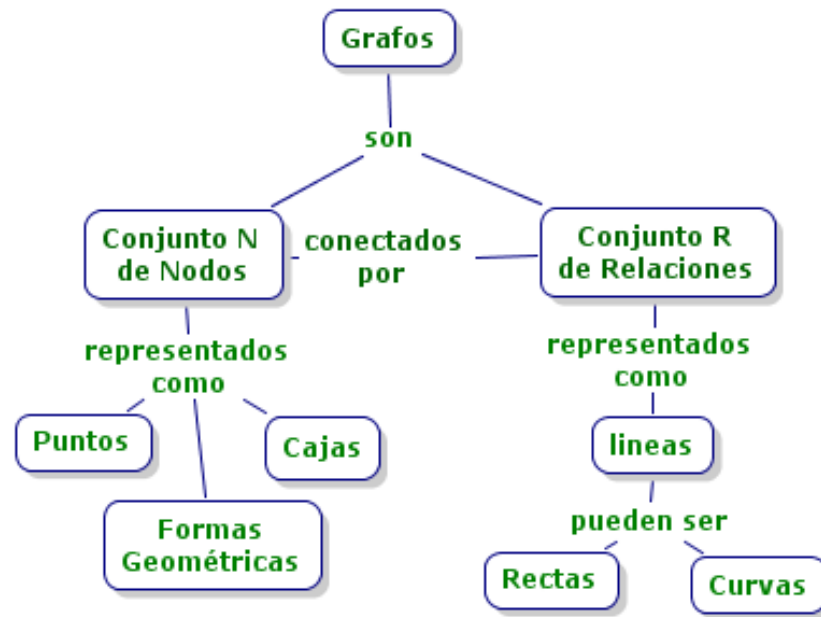 Grafos
son
Conjunto N
de Nodos
conectados
por
Conjunto R
de Relaciones
representados
como
representados
como
Puntos
Cajas
lineas
Formas
Geométricas
pueden ser
Rectas
Curvas